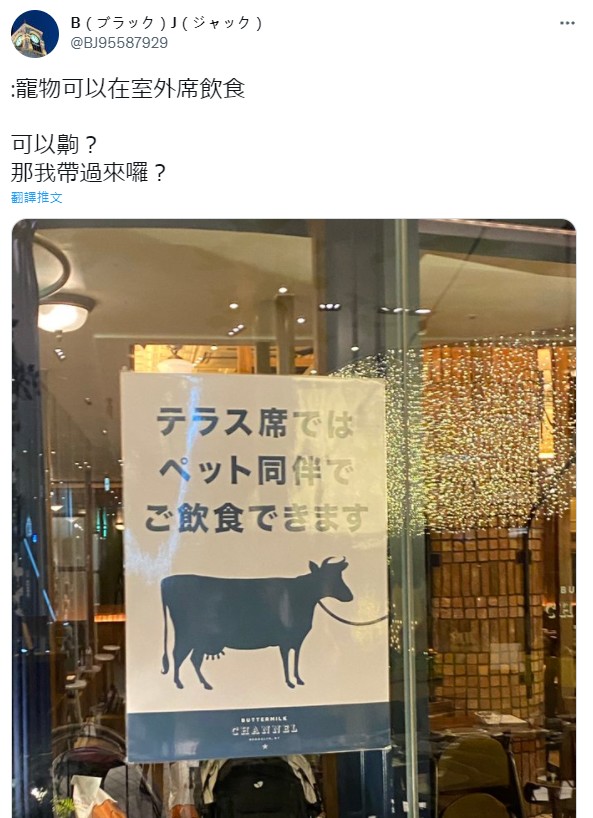 B(ブラック)J(ジャック)
@BJ95587929
:寵物可以在室外席飲食
可以齁？
那我帶過來囉？
翻譯推文
テラス席では
ペット同伴で
ご飲食できます
BUTTERMILK
CHANNEL